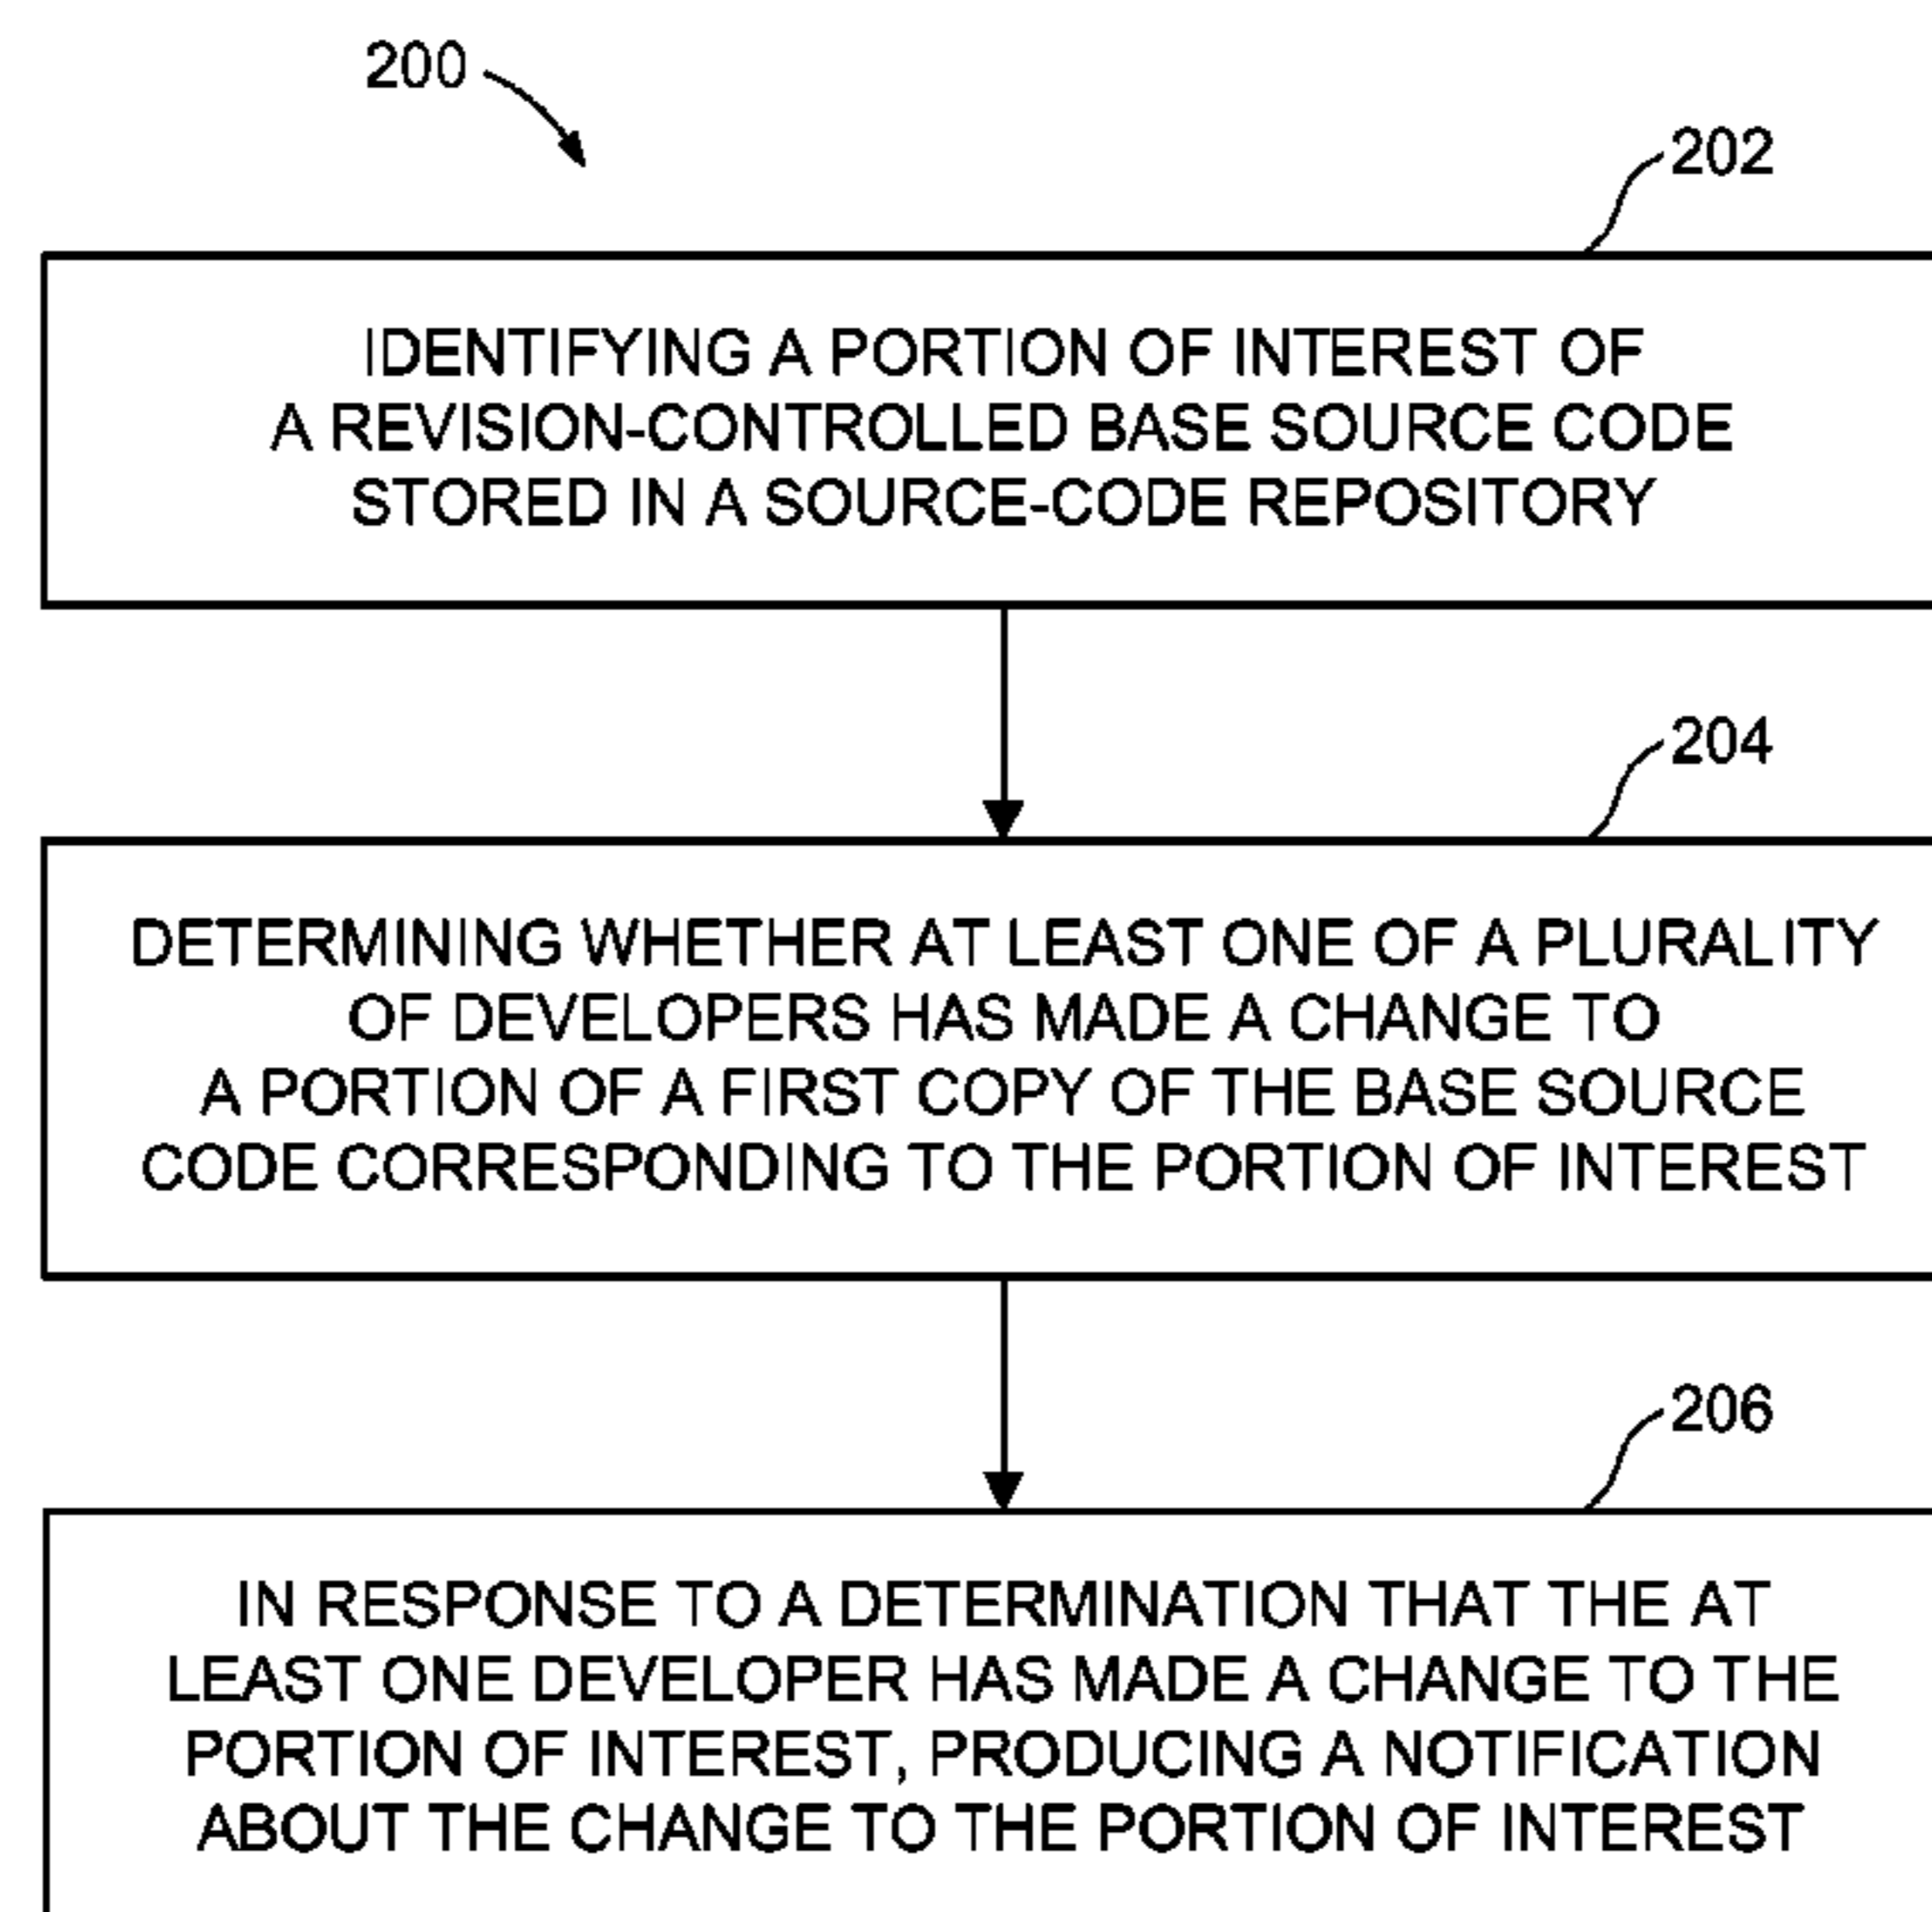 200
202
IDENTIFYING A PORTION OF INTEREST OF
A REVISION-CONTROLLED BASE SOURCE CODE
STORED IN A SOURCE-CODE REPOSITORY
204
DETERMINING WHETHER AT LEAST ONE OF A PLURALITY
OF DEVELOPERS HAS MADE A CHANGE TO
A PORTION OF A FIRST COPY OF THE BASE SOURCE
CODE CORRESPONDING TO THE PORTION OF INTEREST
206
IN RESPONSE TO A DETERMINATION THAT THE AT
LEAST ONE DEVELOPER HAS MADE A CHANGE TO THE
PORTION OF INTEREST, PRODUCING A NOTIFICATION
ABOUT THE CHANGE TO THE PORTION OF INTEREST